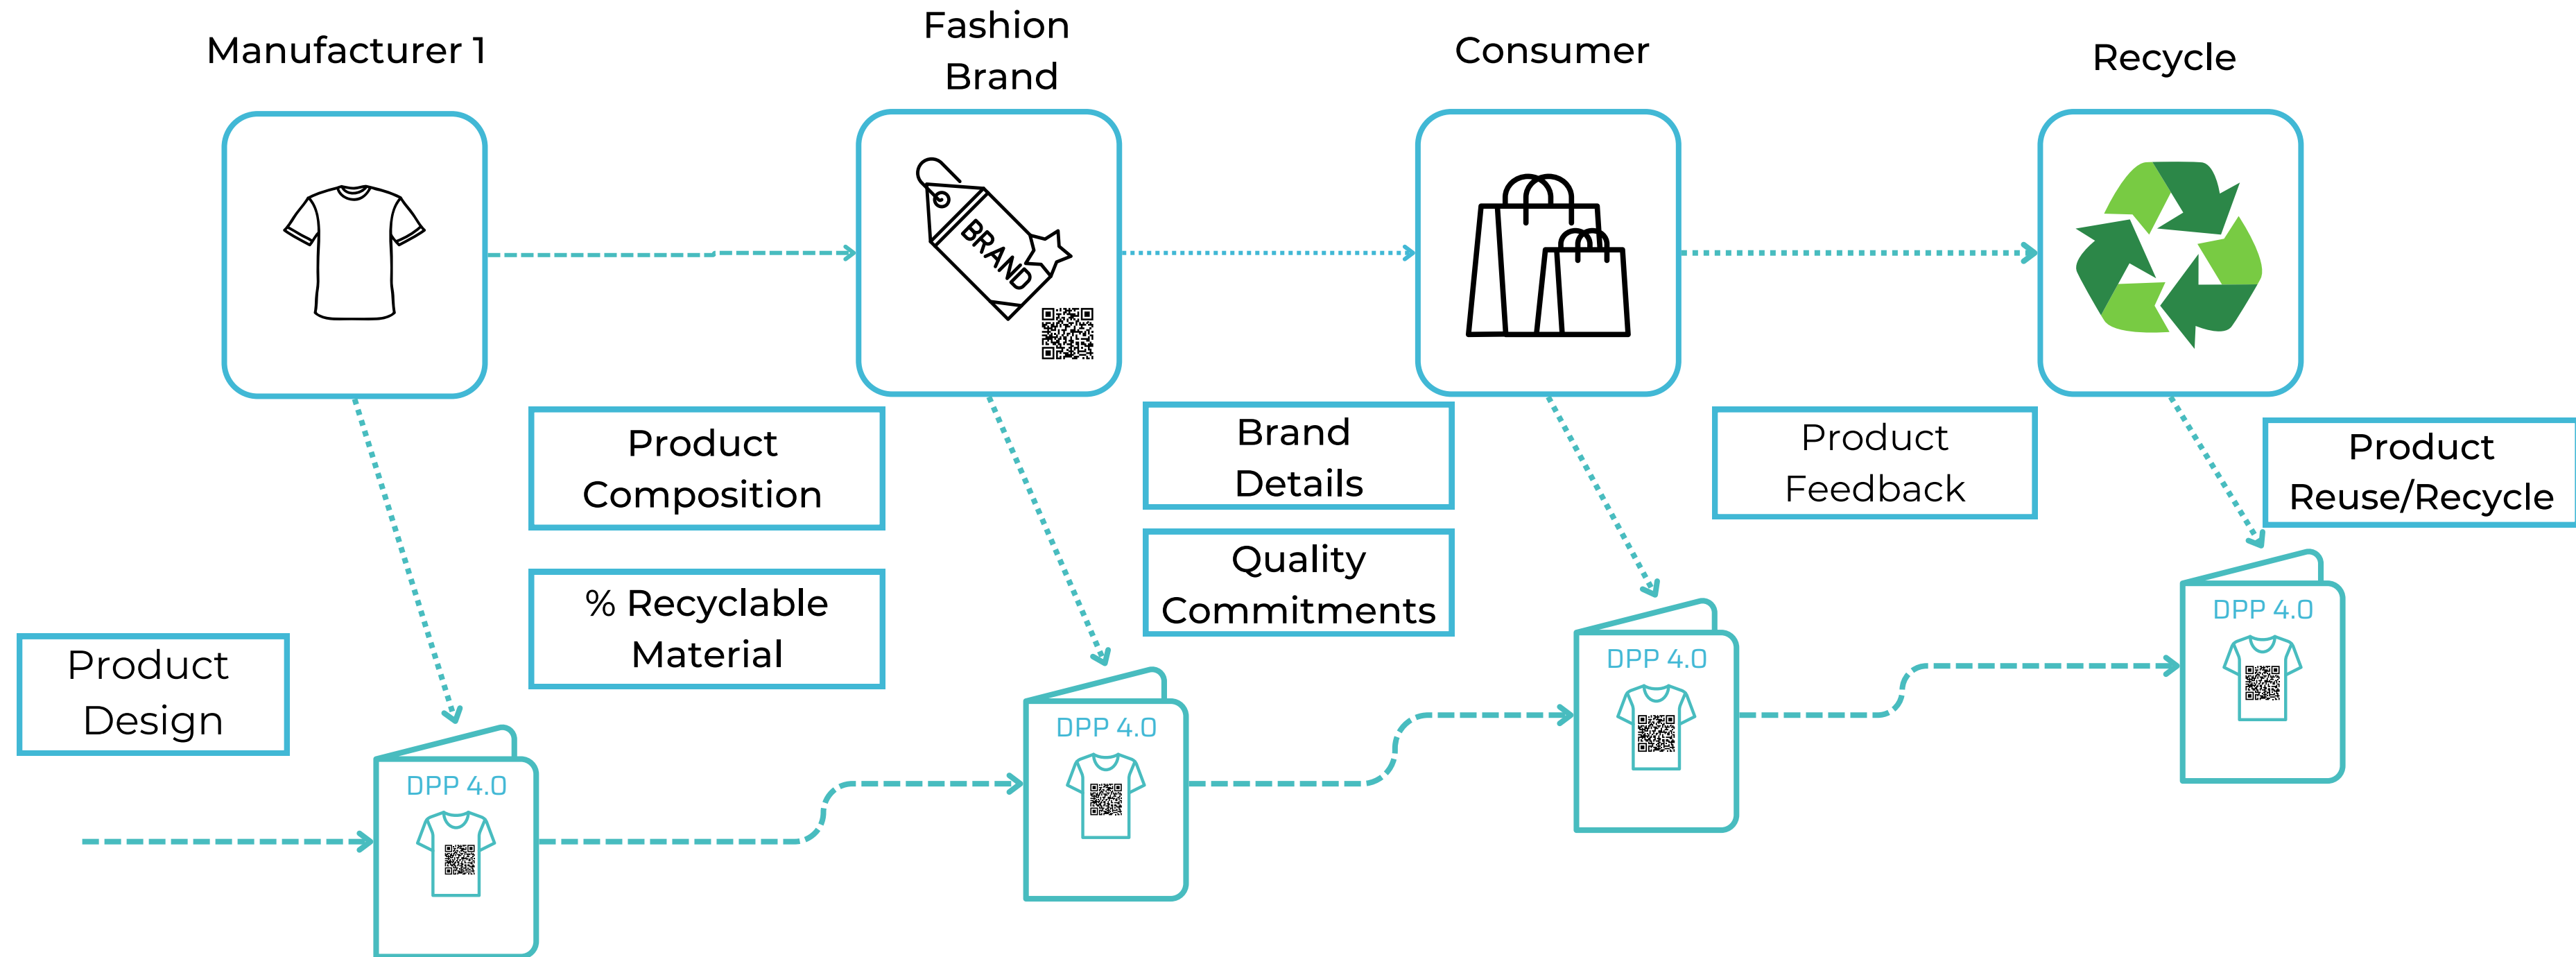 Manufacturer 1
Fashion
Brand
Consumer
Recycle
BRAND
Product
Composition
% Recyclable
Material
Brand
Details
Quality
Commitments
Product
Feedback
Product
Reuse/Recycle
Product
Design
DPP 4.0
DPP 4.0
DPP 4.0
DPP 4.0